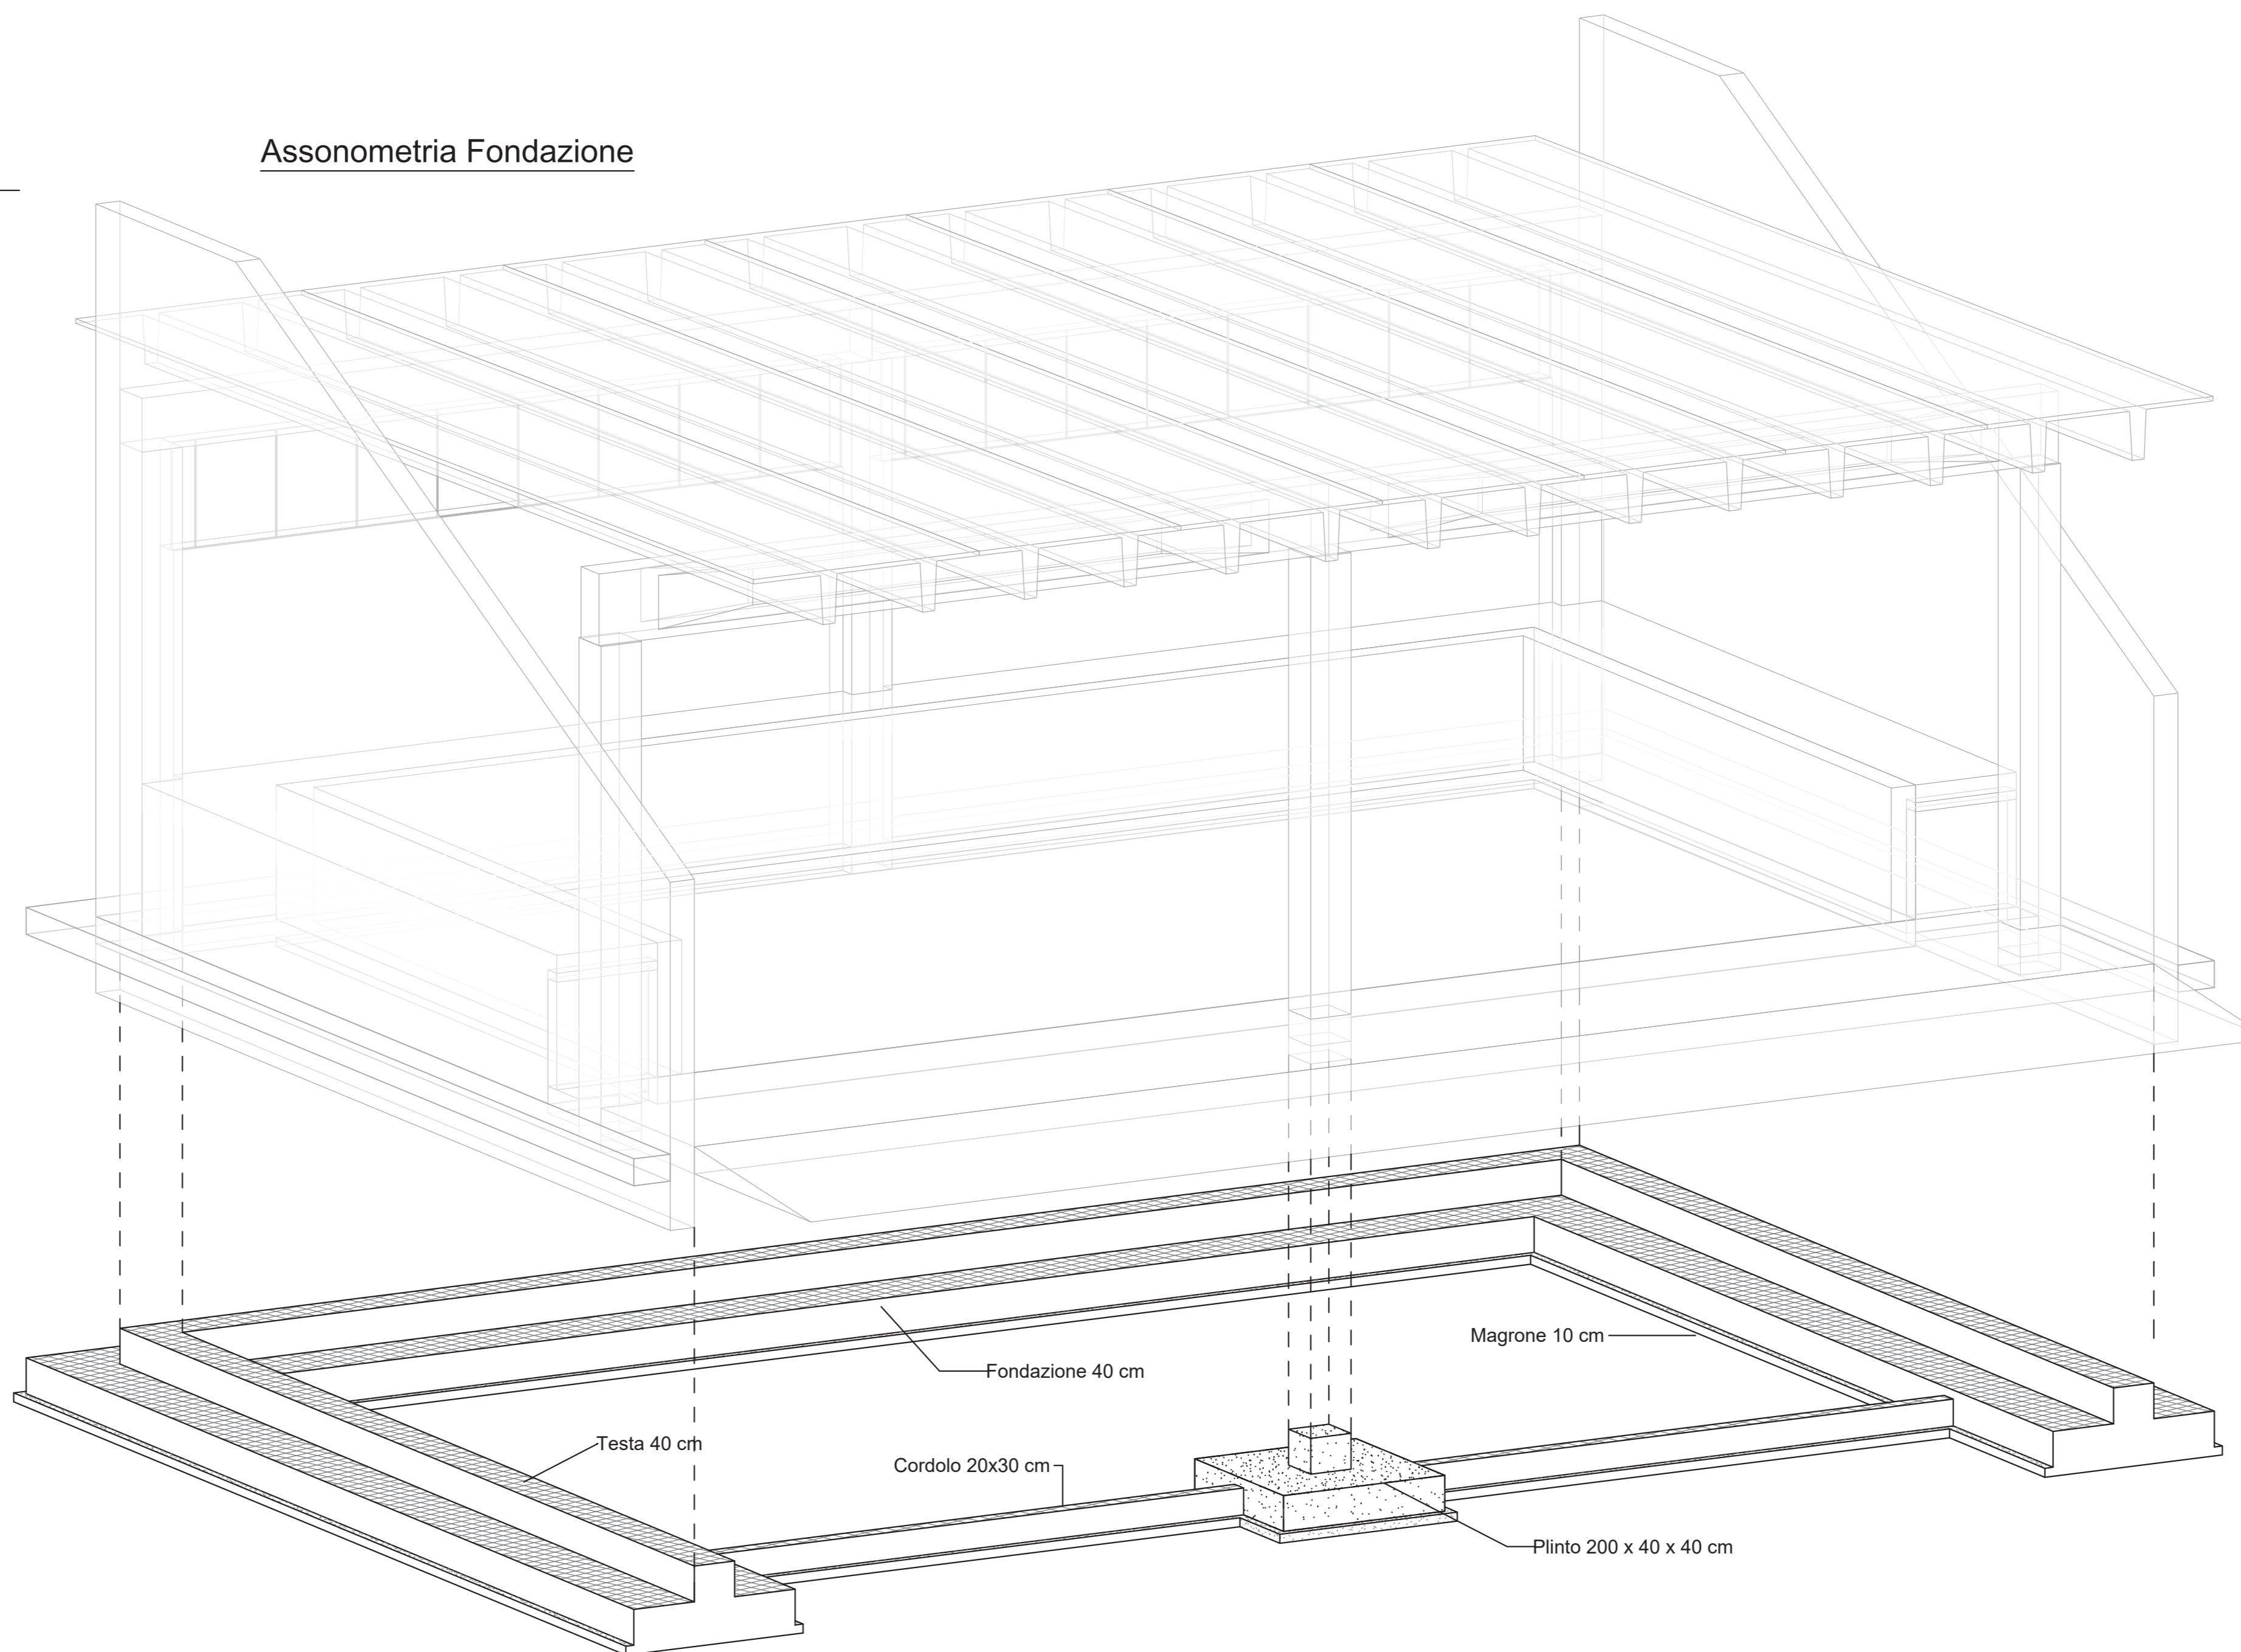 Assonometria Fondazione
Magrone 10 cm
Fondazione 40 cm
Testa 40 cm
Cordolo 20x30 cm
Plinto 200 x 40 x 40 cm